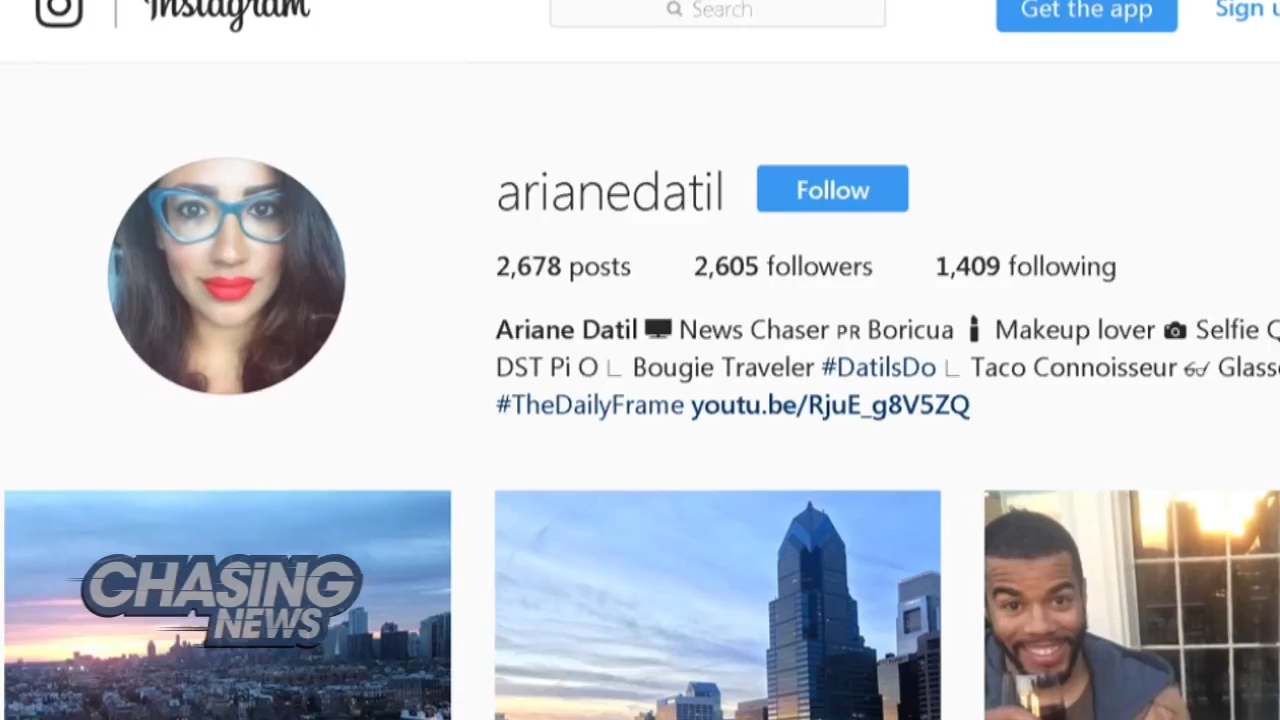 Instagram
Search
Get the app
Sign u
arianedatil
Follow
2,678 posts
2,605 followers
1,409 following
Ariane Datil News Chaser PR Boricua Makeup lover Selfie Q
DST Pi O Bougie Traveler #DatilsDo Taco Connoisseur Glass
#TheDailyFrame youtu.be/RjuE_g8V5ZQ
CHASiNG
NEWS